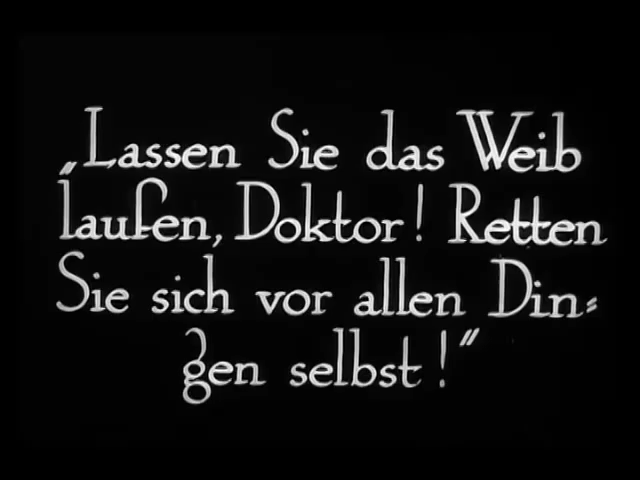 „Lassen Sie das Weib
laufen, Doktor! Retten
Sie sich vor allen Din=
gen selbst!"